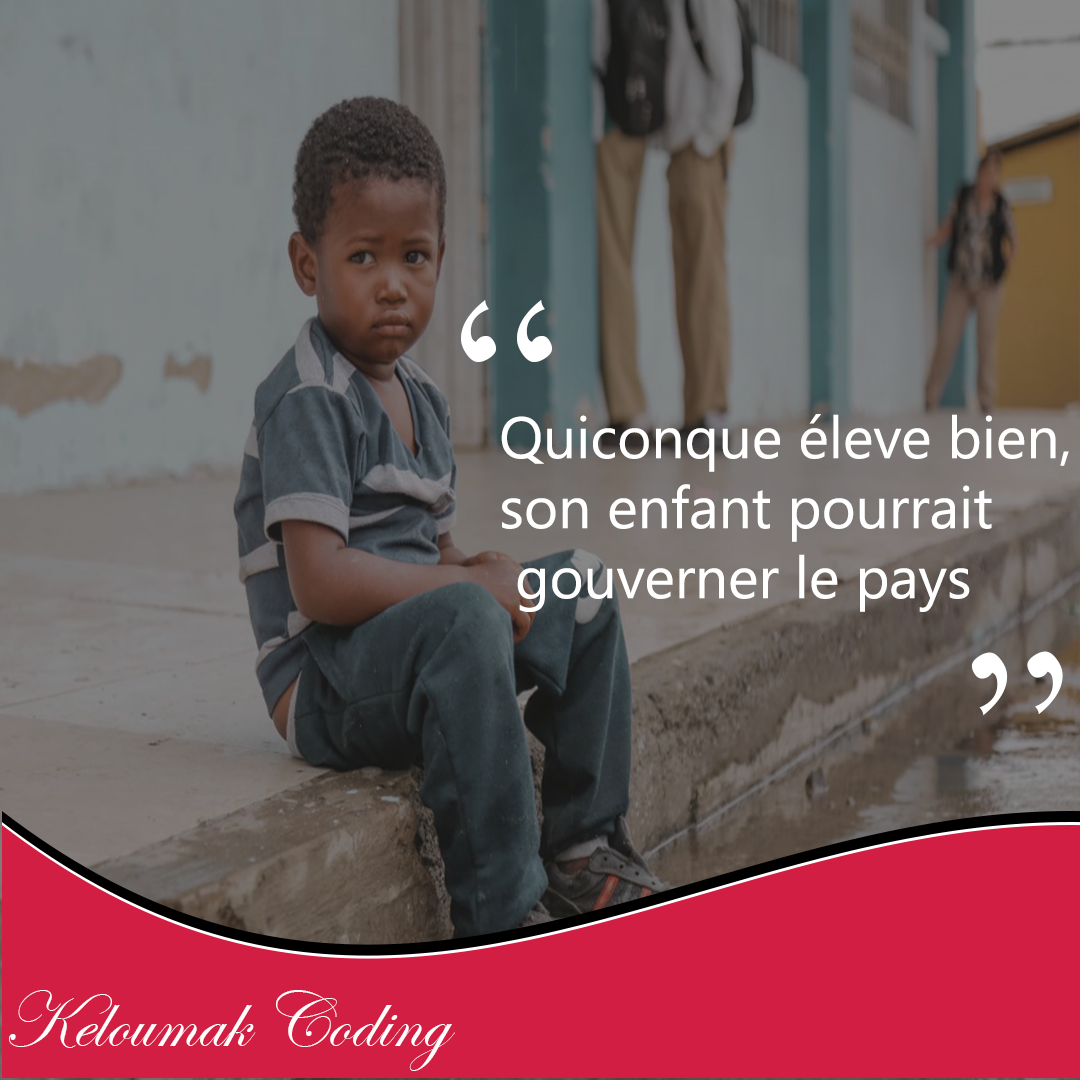 “
Quiconque éleve bien,
son enfant pourrait
gouverner le pays
”
Keloumak Coding